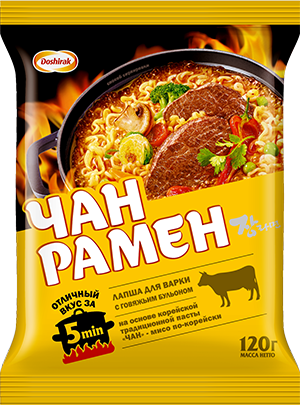 Doshirak
ЧАН
РАМЕН
ОТЛИЧНЫЙ
ВКУС ЗА
5 min
ЛАПША ДЛЯ ВАРКИ
С ГОВЯЖЬИМ БУЛЬОНОМ
на основе корейской
традиционной пасты
«ЧАН» - мисо по-корейски
120г
МАССА НЕТТО